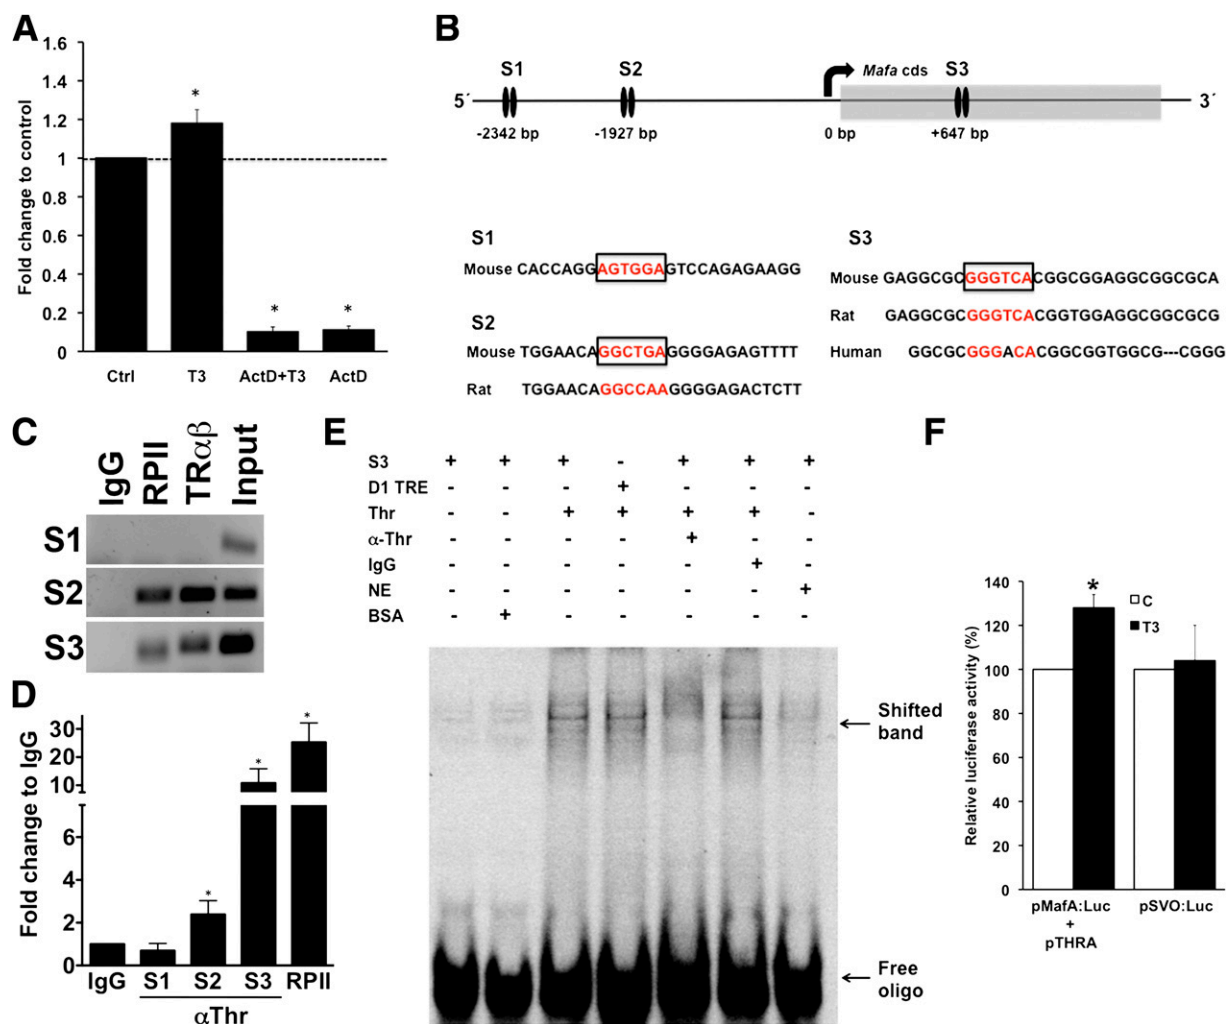 A
Fold change to control
1.6
1.4
1.2
1
0.8
0.6
0.4
0.2
0
*
*
*
Ctrl T3 ActD+T3 ActD
B
S1 S2 Mafa cds S3
5´ 3´
-2342 bp -1927 bp 0 bp +647 bp
S1
Mouse CACCAGGAGTGGAGTCCAGAGAAGG
S2
Mouse TGGAACAGGCTGAGGGGAGAGTTTT
Rat TGGAACAGGCCAAGGGGAGACTCTT
S3
Mouse GAGGCGCGGGTCACGGCGGAGGCGGCGCA
Rat GAGGCGCGGGTCACGGTGGAGGCGGCGCG
Human GGCGCGGGACACGGCGGTGGCG---CGGG
C
IgG RPII TRαβ Input
S1
S2
S3
D
Fold change to IgG
30
20
10
6
4
2
0
*
*
*
IgG S1 S2 S3 RPII
αThr
E
S3 + + + - + + +
D1 TRE - - - + - - -
Thr - - + + + + -
α-Thr - - - - + - -
IgG - - - - - + -
NE - - - - - - +
BSA - + - - - - -
Shifted
band
Free
oligo
F
Relative luciferase activity (%)
140
120
100
80
60
40
20
0
*
C
T3
pMafA:Luc
+
pTHRA
pSVO:Luc